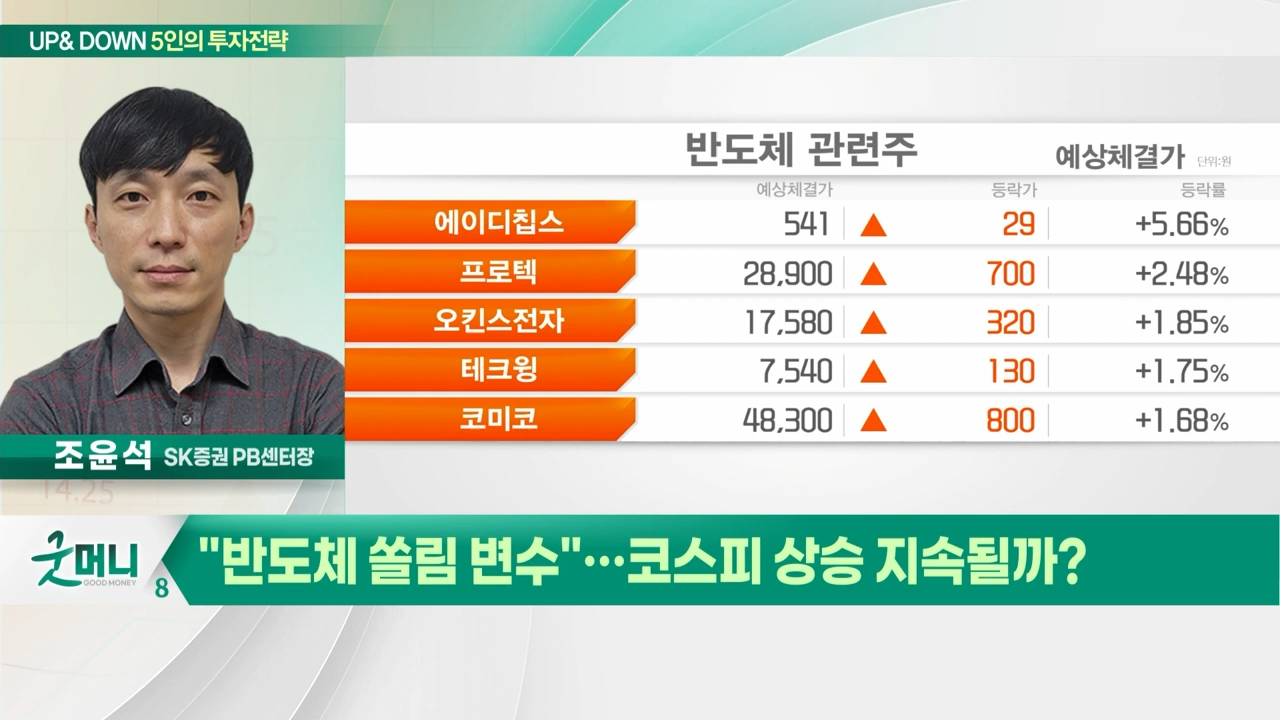 UP& DOWN 5인의 투자전략
반도체 관련주 예상체결가 단위:원
예상체결가 등락가 등락률
에이디칩스 541 ▲ 29 +5.66%
프로텍 28,900 ▲ 700 +2.48%
오킨스전자 17,580 ▲ 320 +1.85%
테크윙 7,540 ▲ 130 +1.75%
코미코 48,300 ▲ 800 +1.68%
조윤석 SK증권 PB센터장
14.25
굿머니
GOOD MONEY
8
"반도체 쏠림 변수"…코스피 상승 지속될까?